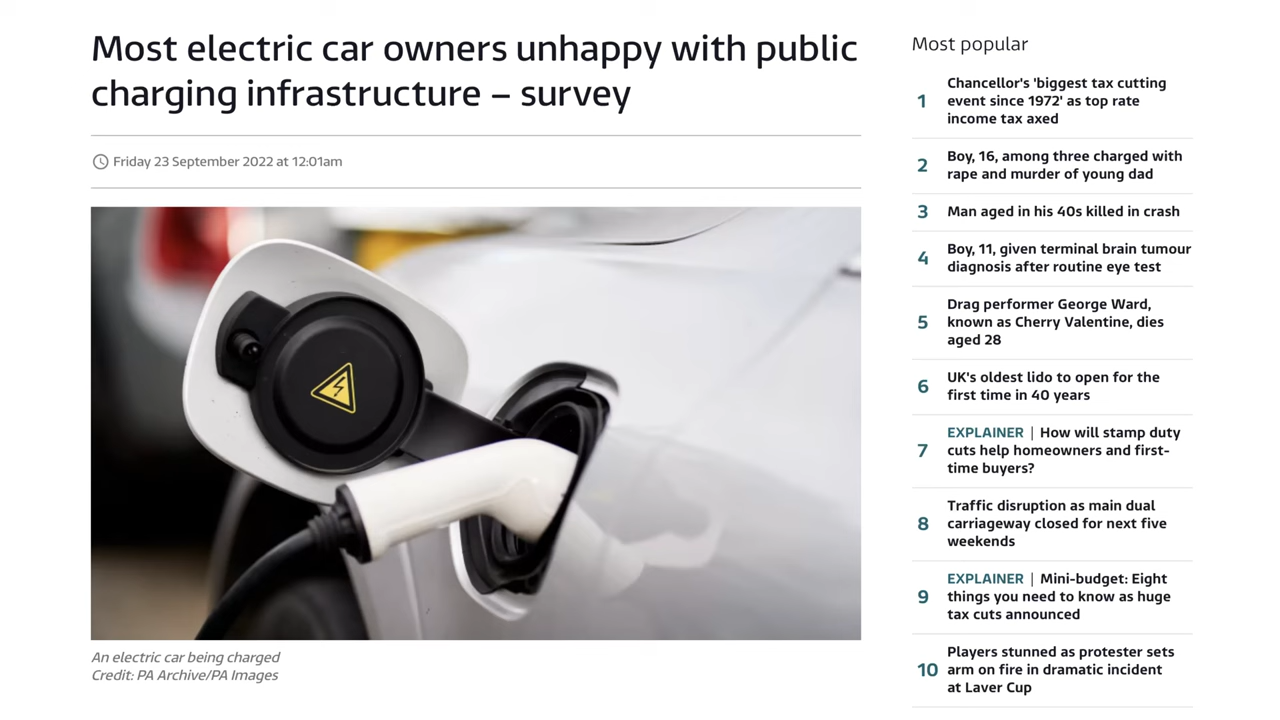 Most electric car owners unhappy with public
charging infrastructure – survey
Friday 23 September 2022 at 12:01am
An electric car being charged
Credit: PA Archive/PA Images
Most popular
1
Chancellor's 'biggest tax cutting
event since 1972' as top rate
income tax axed
2
Boy, 16, among three charged with
rape and murder of young dad
3
Man aged in his 40s killed in crash
4
Boy, 11, given terminal brain tumour
diagnosis after routine eye test
5
Drag performer George Ward,
known as Cherry Valentine, dies
aged 28
6
UK's oldest lido to open for the
first time in 40 years
7
EXPLAINER | How will stamp duty
cuts help homeowners and first-
time buyers?
8
Traffic disruption as main dual
carriageway closed for next five
weekends
9
EXPLAINER | Mini-budget: Eight
things you need to know as huge
tax cuts announced
10
Players stunned as protester sets
arm on fire in dramatic incident
at Laver Cup